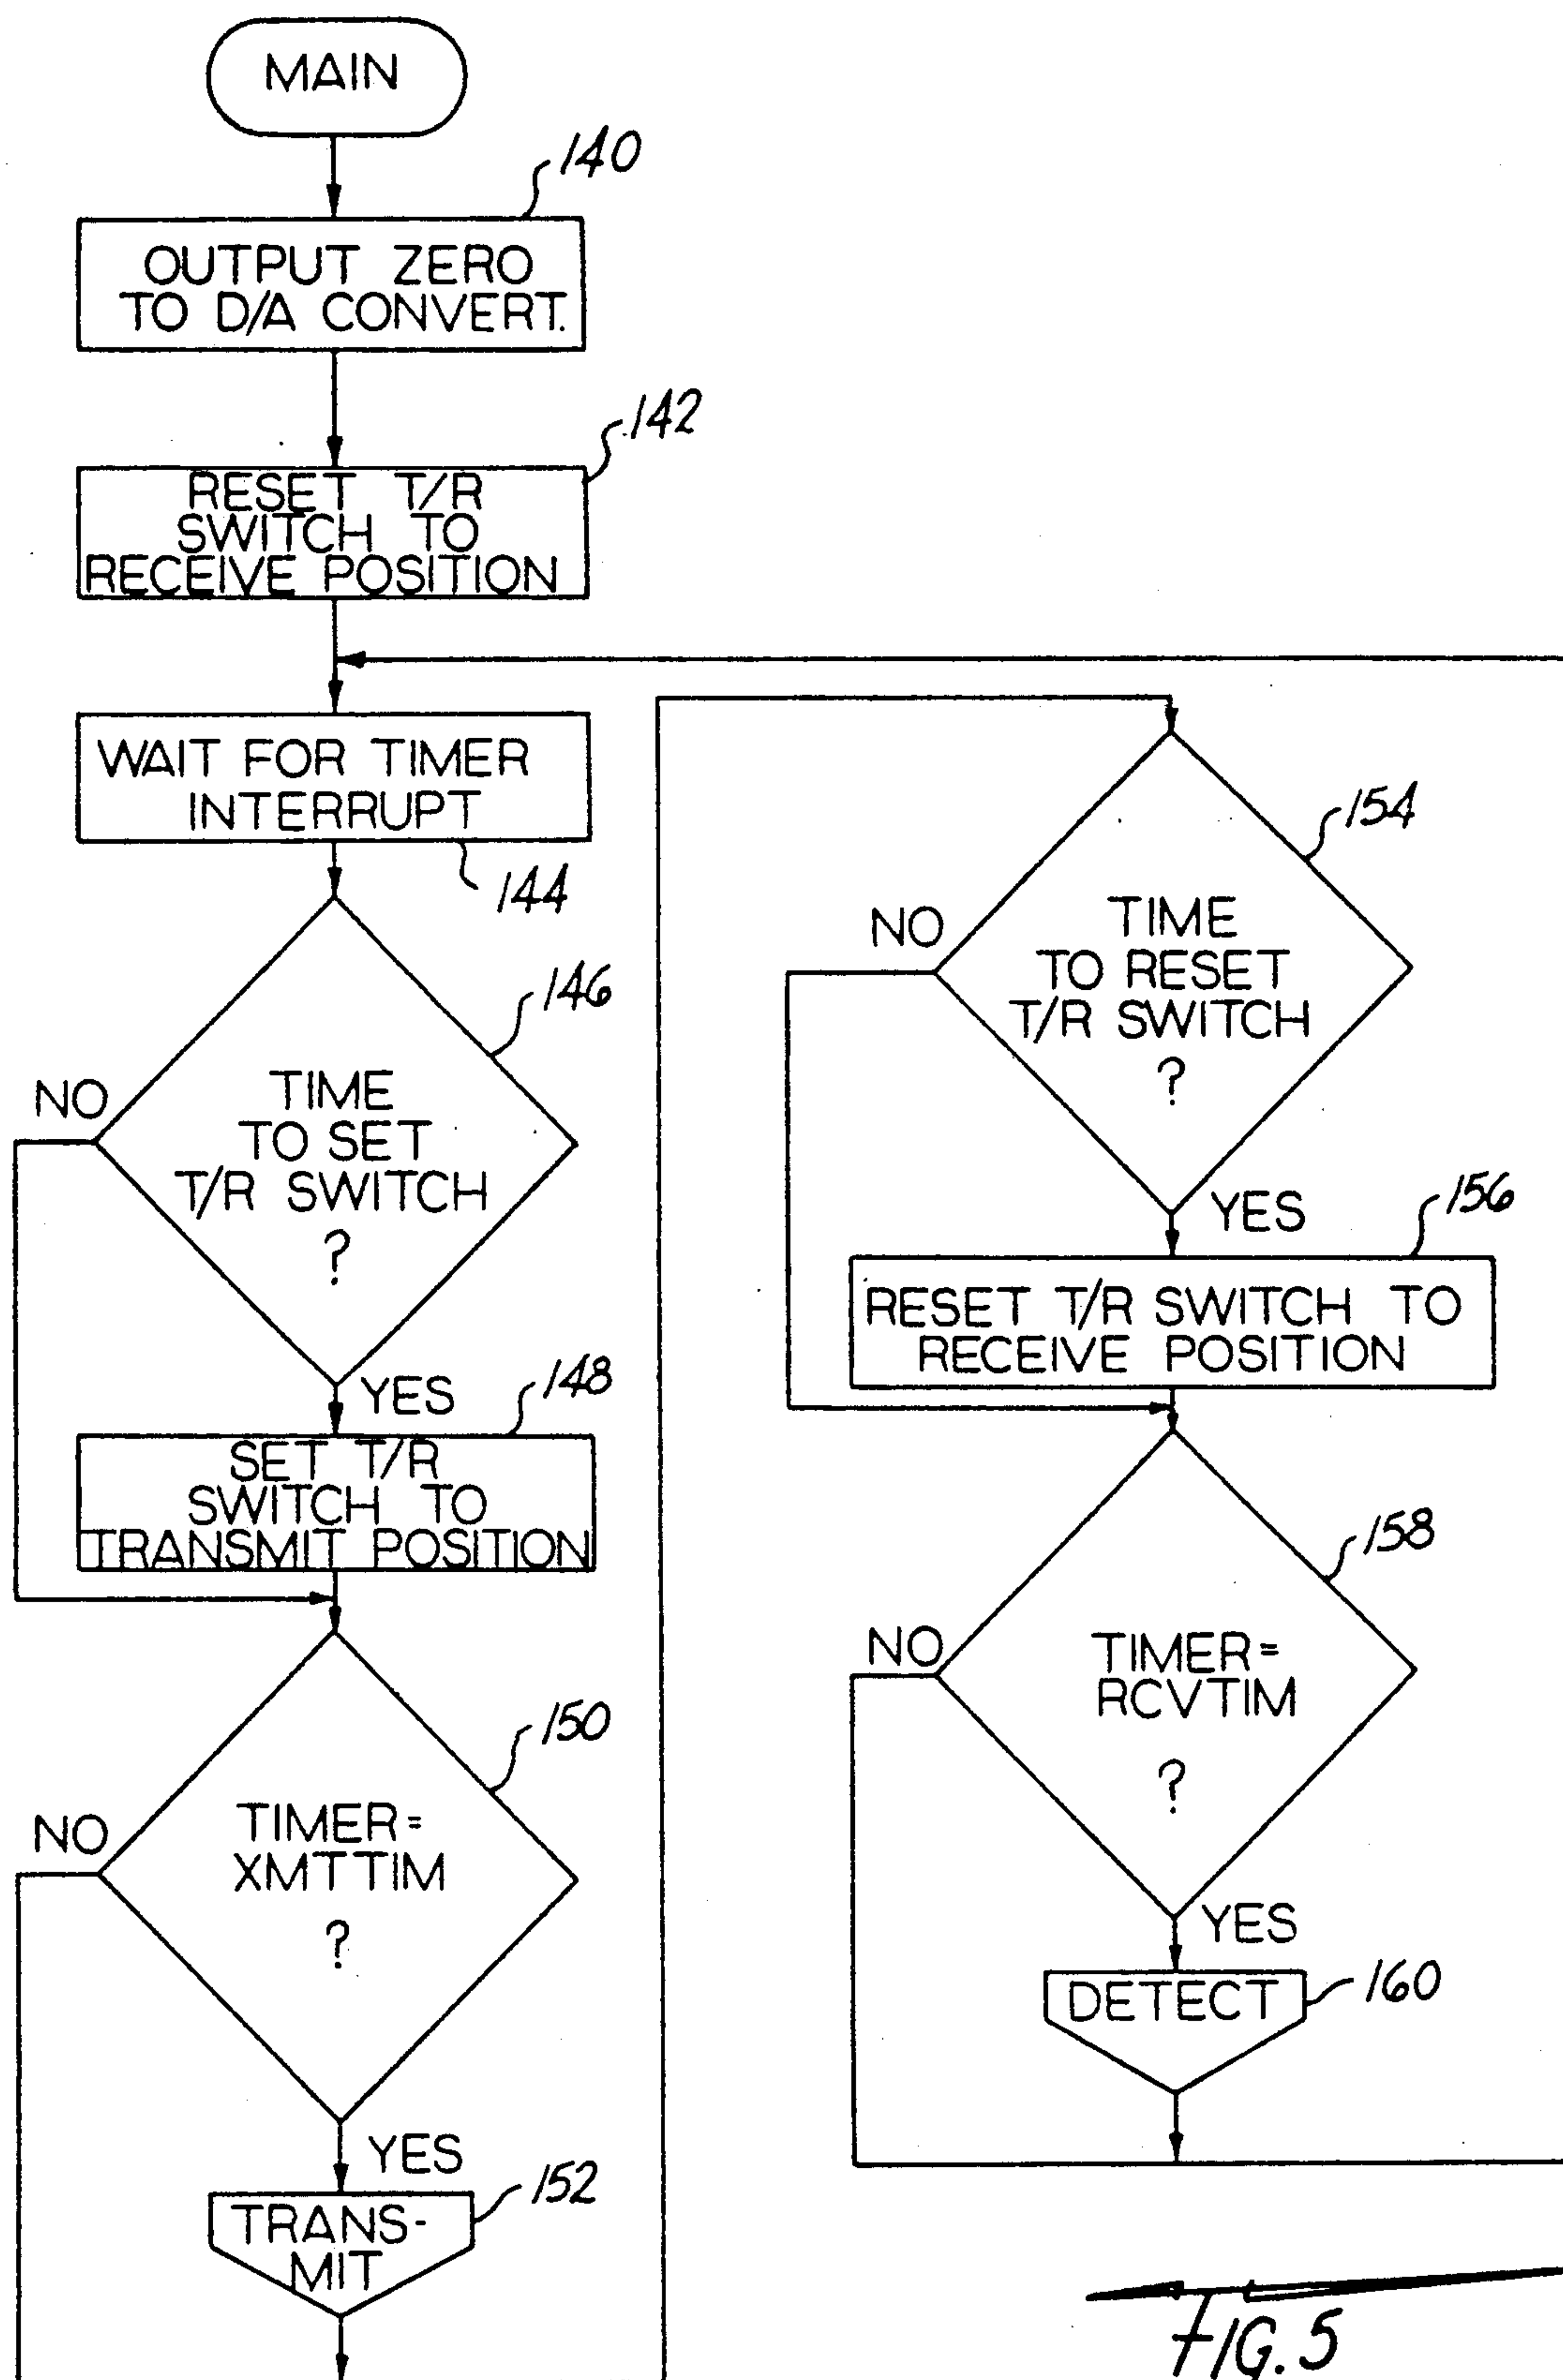 MAIN
140
OUTPUT ZERO
TO D/A CONVERT.
142
RESET T/R
SWITCH TO
RECEIVE POSITION
WAIT FOR TIMER
INTERRUPT
144
146
NO
TIME
TO SET
T/R SWITCH
?
YES
148
SET T/R
SWITCH TO
TRANSMIT POSITION
150
NO
TIMER=
XMTTIM
?
YES
152
TRANS-
MIT
154
NO
TIME
TO RESET
T/R SWITCH
?
YES
156
RESET T/R SWITCH TO
RECEIVE POSITION
158
NO
TIMER=
RCVTIM
?
YES
DETECT
160
FIG. 5